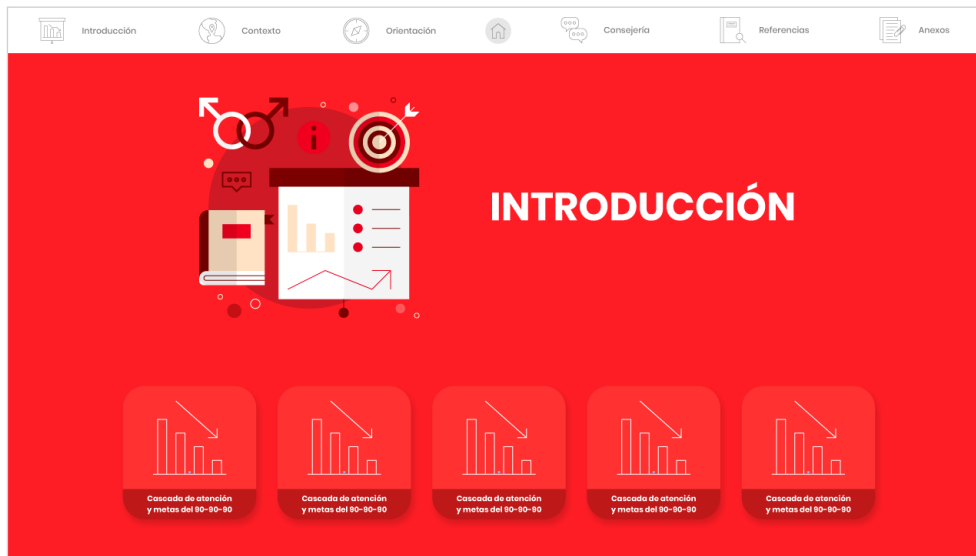 Introducción
Contexto
Orientación
Consejería
Referencias
Anexos
INTRODUCCIÓN
Cascada de atención
y metas del 90-90-90
Cascada de atención
y metas del 90-90-90
Cascada de atención
y metas del 90-90-90
Cascada de atención
y metas del 90-90-90
Cascada de atención
y metas del 90-90-90